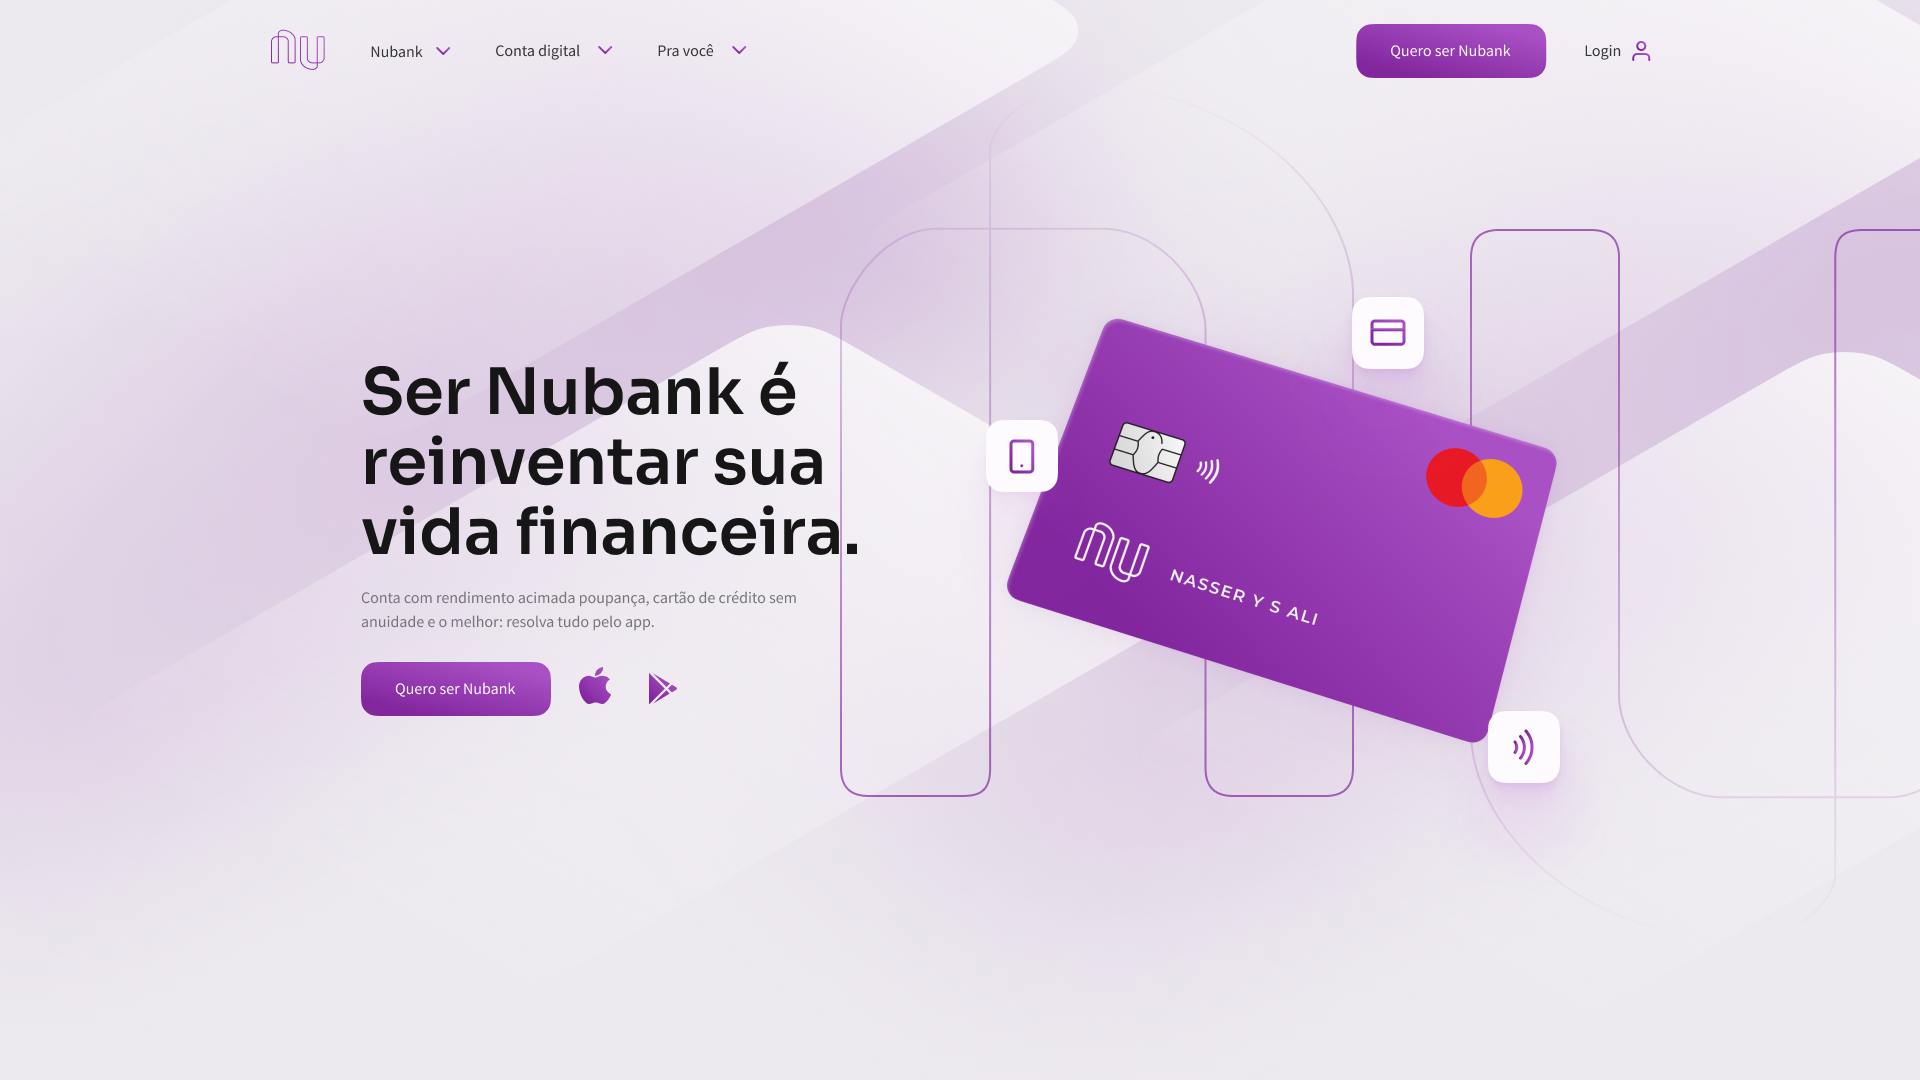 nu
Nubank
Conta digital
Pra você
Quero ser Nubank
Login
Ser Nubank é
reinventar sua
vida financeira.
Conta com rendimento acimada poupança, cartão de crédito sem
anuidade e o melhor: resolva tudo pelo app.
Quero ser Nubank
nu
NASSER Y S ALI